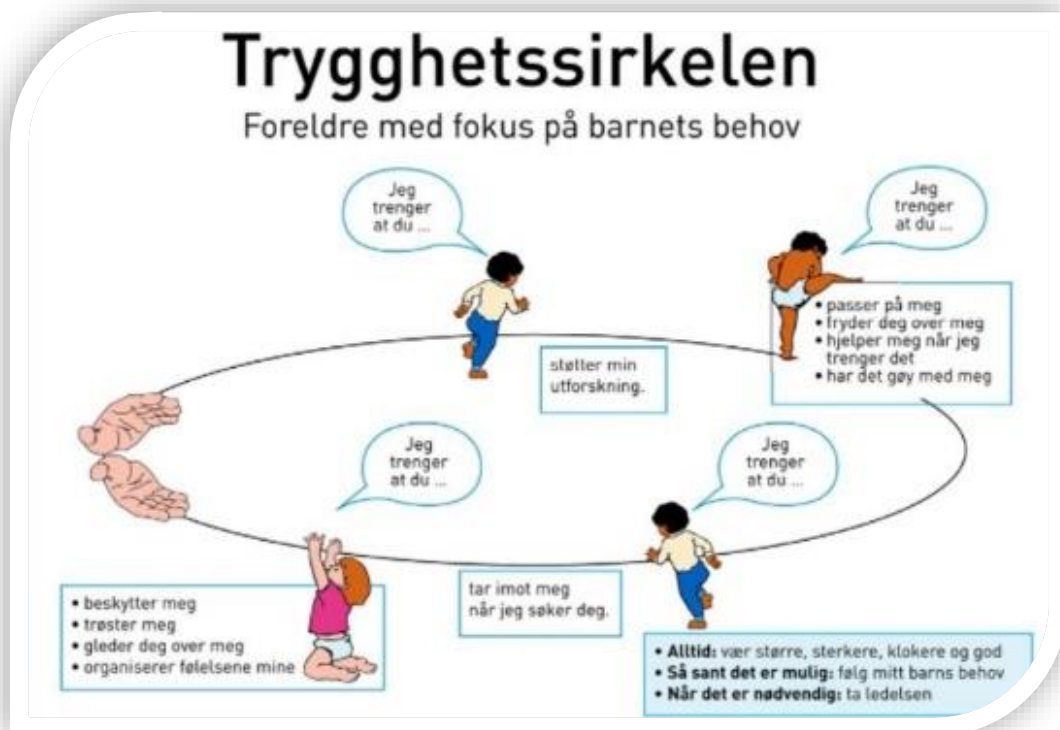 Trygghetssirkelen
Foreldre med fokus på barnets behov
Jeg
trenger
at du ...
Jeg
trenger
at du ...
støtter min
utforskning.
• passer på meg
• fryder deg over meg
• hjelper meg når jeg
trenger det
• har det gøy med meg
Jeg
trenger
at du ...
Jeg
trenger
at du ...
• beskytter meg
• trøster meg
• gleder deg over meg
• organiserer følelsene mine
tar imot meg
når jeg søker deg.
• Alltid: vær større, sterkere, klokere og god
• Så sant det er mulig: følg mitt barns behov
• Når det er nødvendig: ta ledelsen